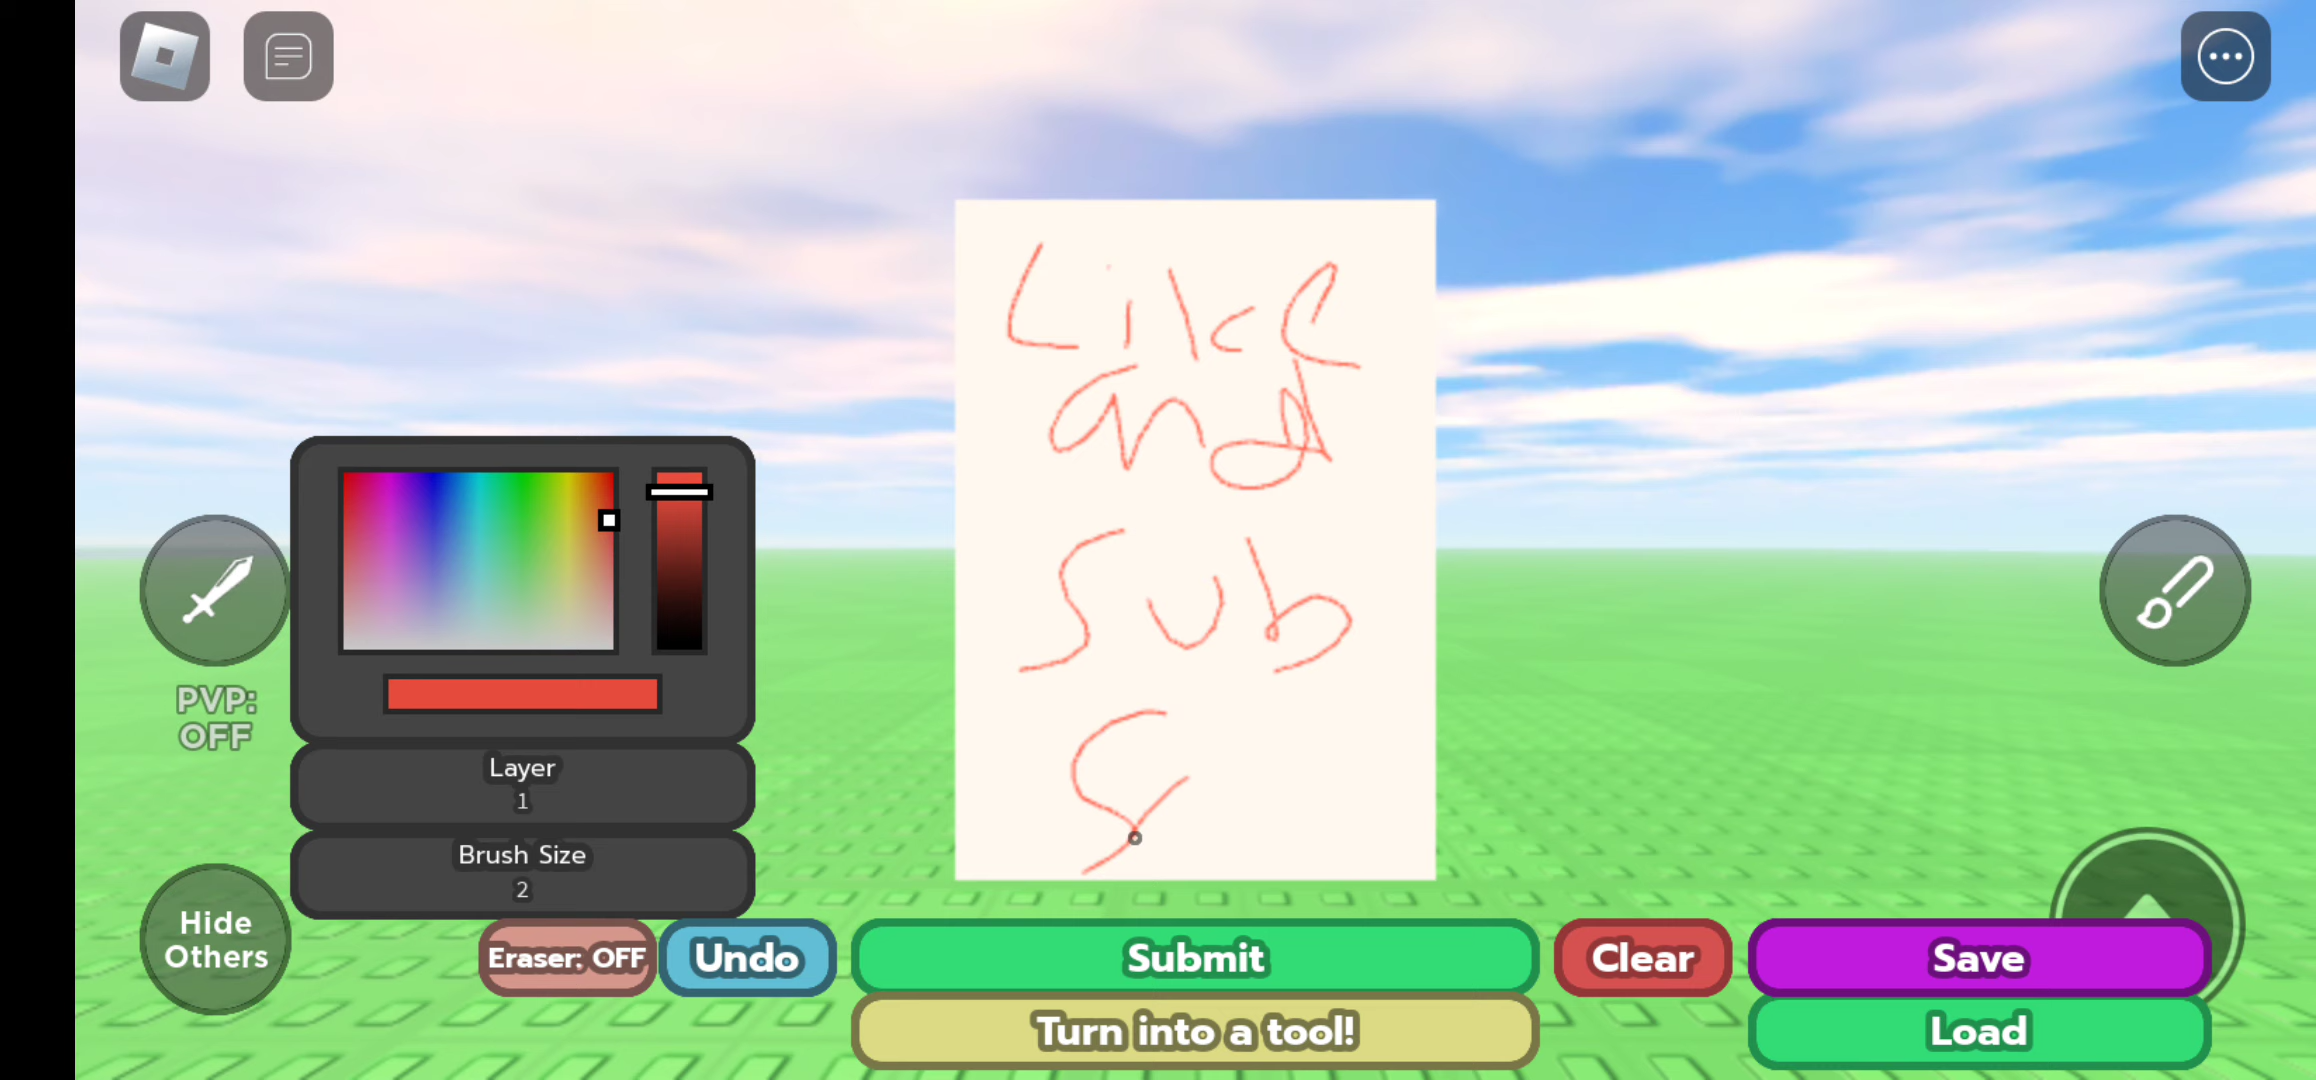 Like
and
Sub
PVP:
OFF
Layer
1
Brush Size
2
Hide
Others
Eraser: OFF
Undo
Submit
Clear
Save
Turn into a tool!
Load